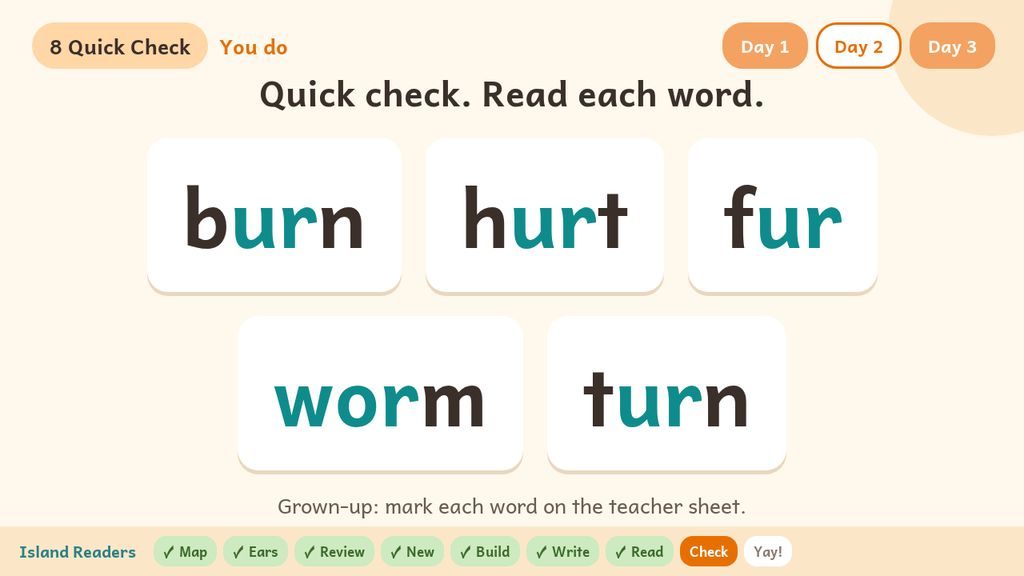 8 Quick Check You do Day 1 Day 2 Day 3
Quick check. Read each word.
burn hurt fur
worm turn
Grown-up: mark each word on the teacher sheet.
Island Readers ✓ Map ✓ Ears ✓ Review ✓ New ✓ Build ✓ Write ✓ Read Check Yay!